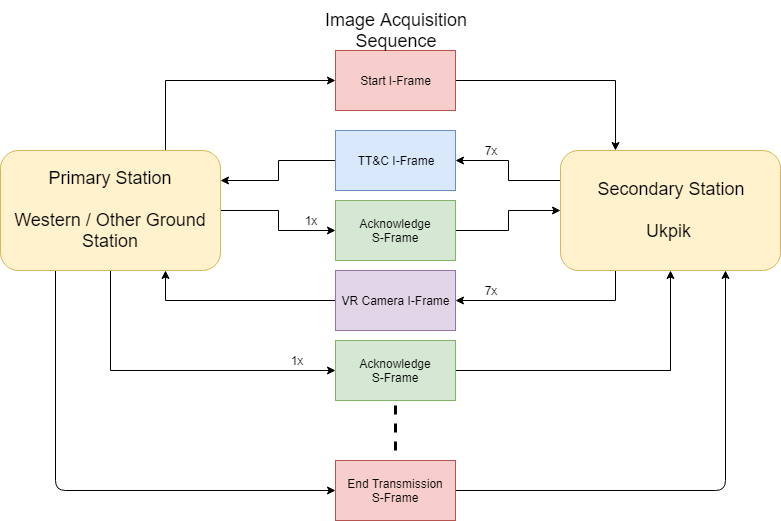 Image Acquisition
Sequence
Start I-Frame
7x
TT&C I-Frame
Primary Station
Western / Other Ground
Station
Secondary Station
Ukpik
1x
Acknowledge
S-Frame
VR Camera I-Frame
7x
1x
Acknowledge
S-Frame
End Transmission
S-Frame